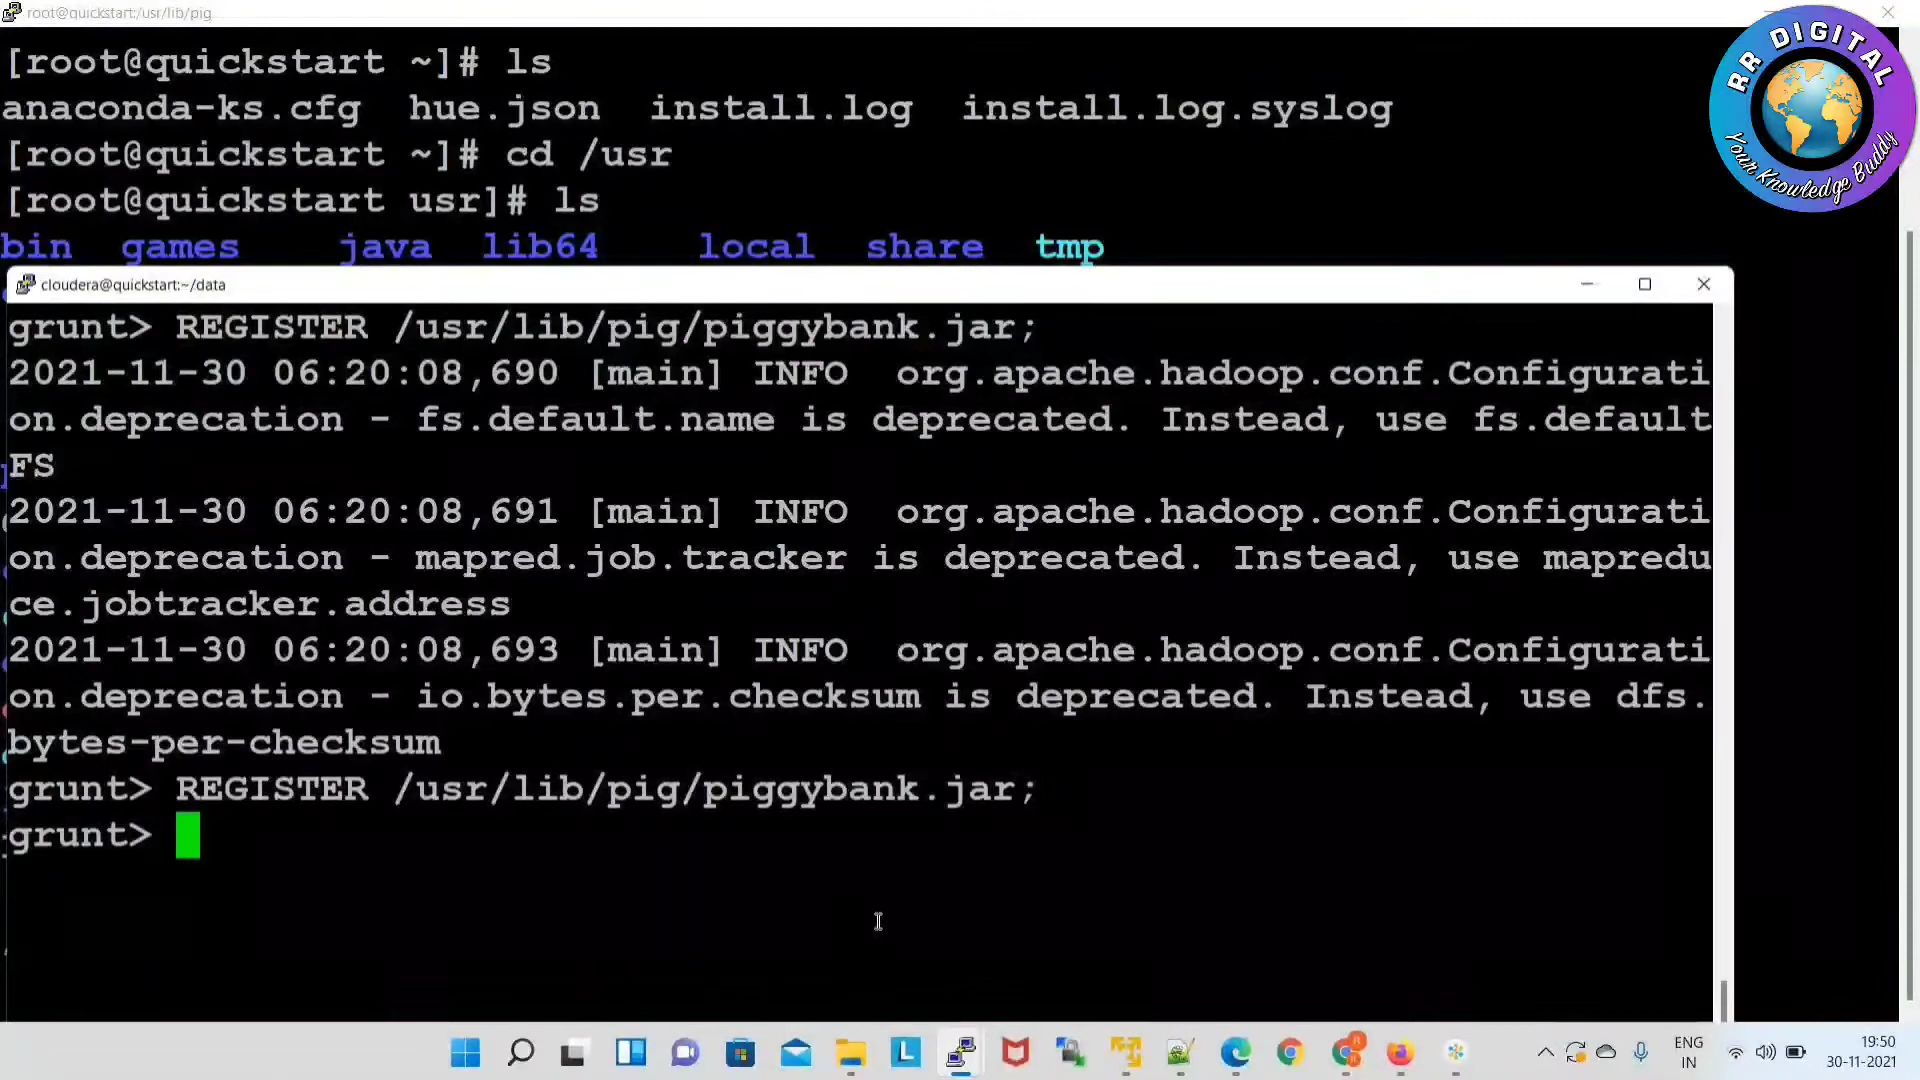 root@quickstart:/usr/lib/pig
[root@quickstart ~]# ls
anaconda-ks.cfg  hue.json  install.log  install.log.syslog
[root@quickstart ~]# cd /usr
[root@quickstart usr]# ls
bin  games  java  lib64  local  share  tmp
RR DIGITAL
Your Knowledge Buddy
cloudera@quickstart:~/data
grunt> REGISTER /usr/lib/pig/piggybank.jar;
2021-11-30 06:20:08,690 [main] INFO  org.apache.hadoop.conf.Configurati
on.deprecation - fs.default.name is deprecated. Instead, use fs.default
FS
2021-11-30 06:20:08,691 [main] INFO  org.apache.hadoop.conf.Configurati
on.deprecation - mapred.job.tracker is deprecated. Instead, use mapredu
ce.jobtracker.address
2021-11-30 06:20:08,693 [main] INFO  org.apache.hadoop.conf.Configurati
on.deprecation - io.bytes.per.checksum is deprecated. Instead, use dfs.
bytes-per-checksum
grunt> REGISTER /usr/lib/pig/piggybank.jar;
grunt>
ENG
IN
19:50
30-11-2021